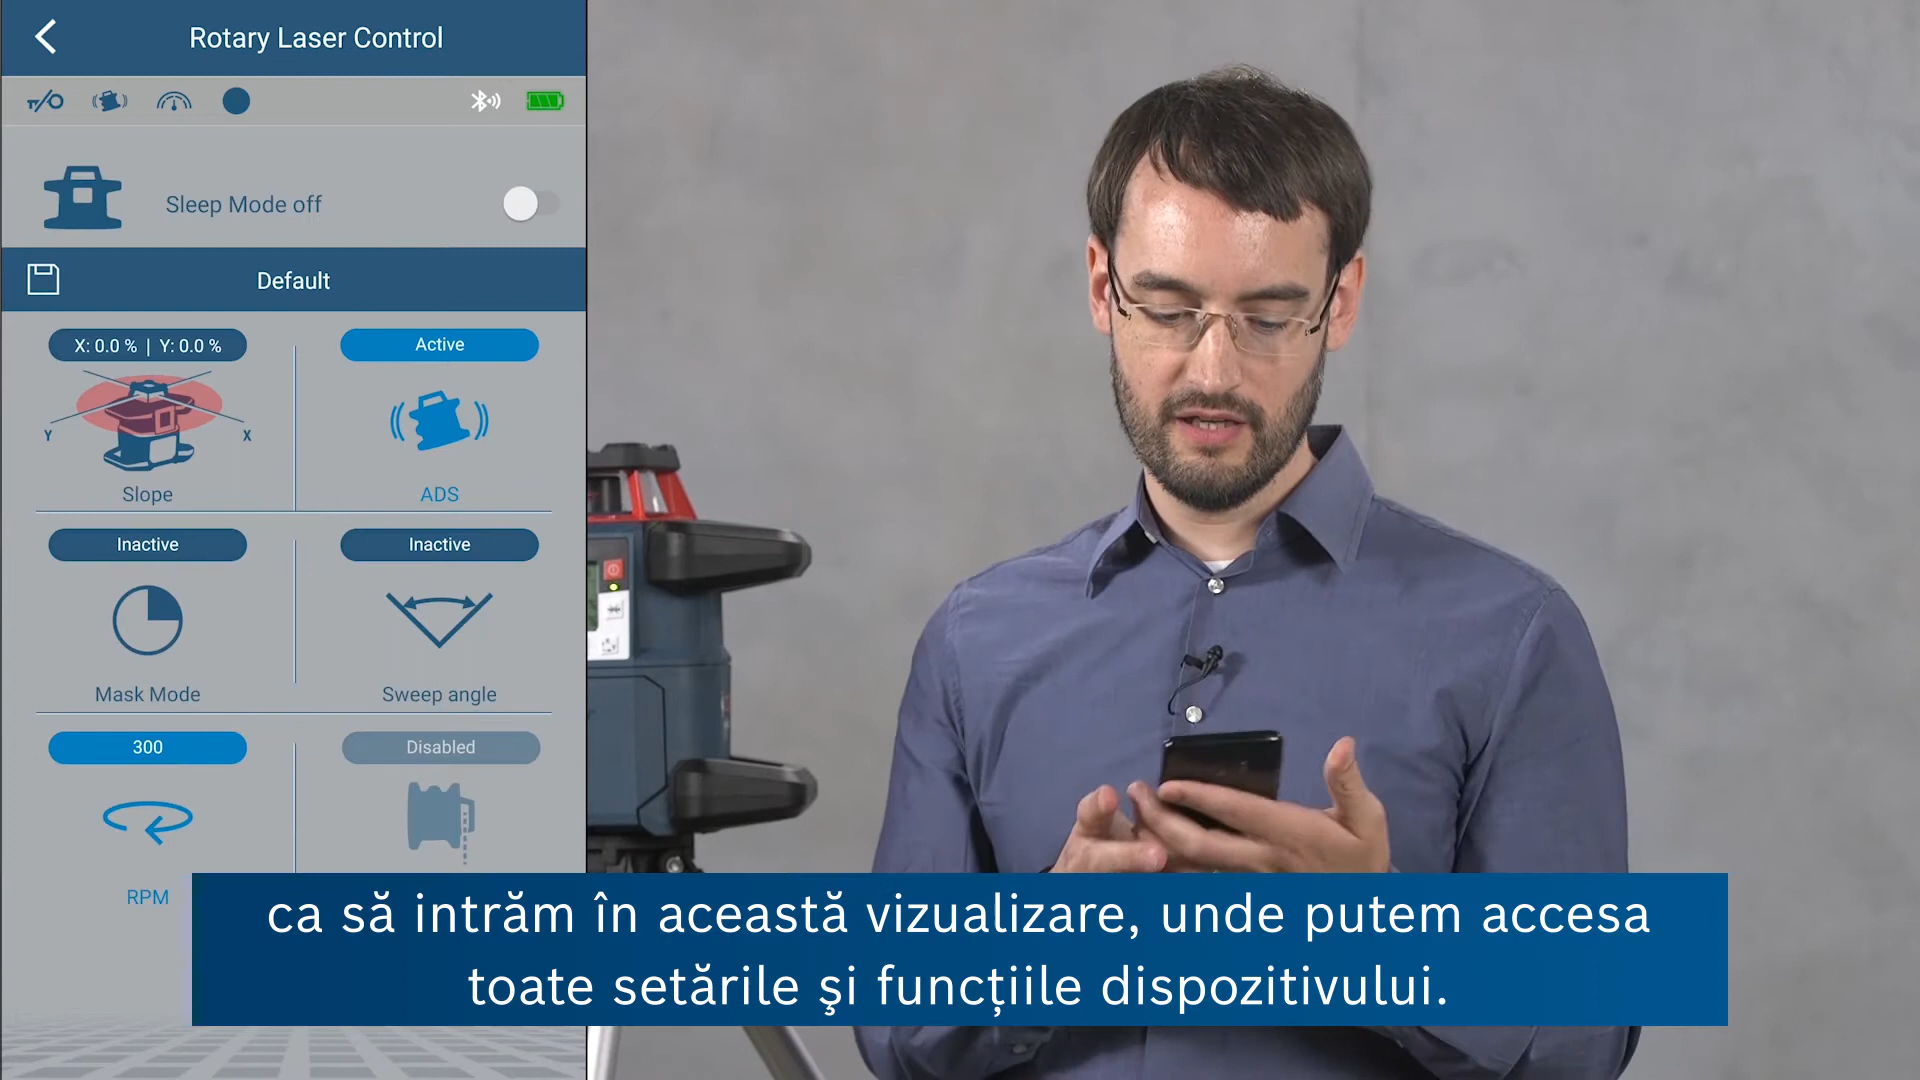 Rotary Laser Control
Sleep Mode off
Default
X: 0.0 % | Y: 0.0 %
Active
Y
X
Slope
ADS
Inactive
Inactive
Mask Mode
Sweep angle
300
Disabled
RPM
ca să intrăm în această vizualizare, unde putem accesa
toate setările şi funcțiile dispozitivului.